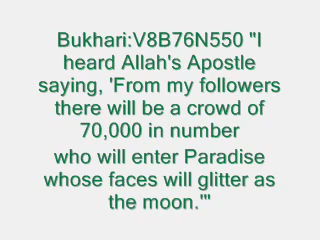 Bukhari:V8B76N550 "I
heard Allah's Apostle
saying, 'From my followers
there will be a crowd of
70,000 in number
who will enter Paradise
whose faces will glitter as
the moon.'"